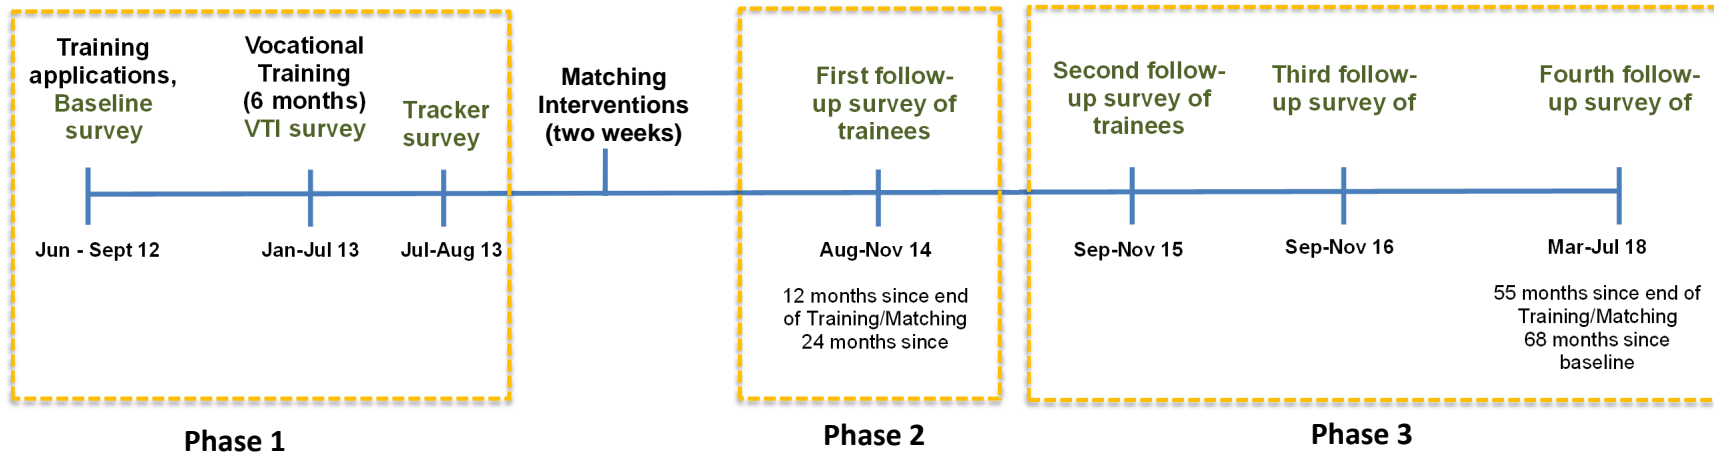 Training
applications,
Baseline
survey
Vocational
Training
(6 months)
VTI survey
Tracker
survey
Matching
Interventions
(two weeks)
First follow-
up survey of
trainees
Second follow-
up survey of
trainees
Third follow-
up survey of
Fourth follow-
up survey of
Jun - Sept 12
Jan-Jul 13
Jul-Aug 13
Aug-Nov 14
Sep-Nov 15
Sep-Nov 16
Mar-Jul 18
12 months since end
of Training/Matching
24 months since
55 months since end of
Training/Matching
68 months since
baseline
Phase 1
Phase 2
Phase 3